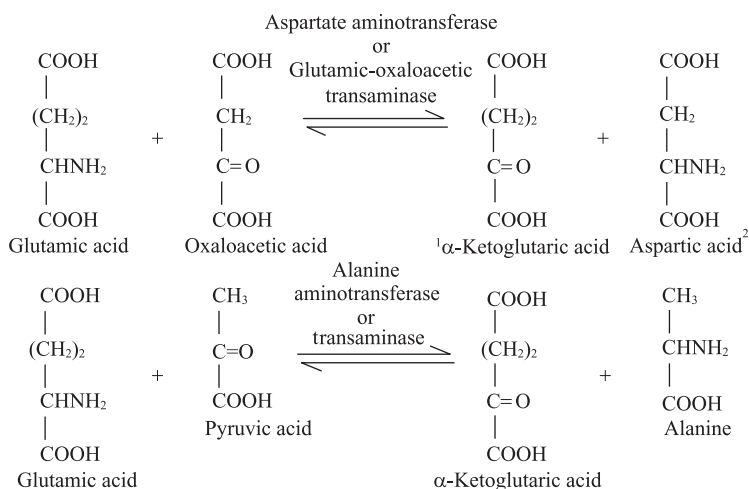 Aspartate aminotransferase
or
Glutamic-oxaloacetic
transaminase
COOH COOH COOH COOH
(CH₂)₂ + CH₂ (CH₂)₂ + CH₂
CHNH₂ C=O C=O CHNH₂
COOH COOH COOH COOH
Glutamic acid Oxaloacetic acid ¹α-Ketoglutaric acid Aspartic acid²
Alanine
aminotransferase
or
transaminase
COOH CH₃ COOH CH₃
(CH₂)₂ + C=O (CH₂)₂ + CHNH₂
CHNH₂ COOH C=O COOH
Pyruvic acid Alanine
COOH COOH
Glutamic acid α-Ketoglutaric acid